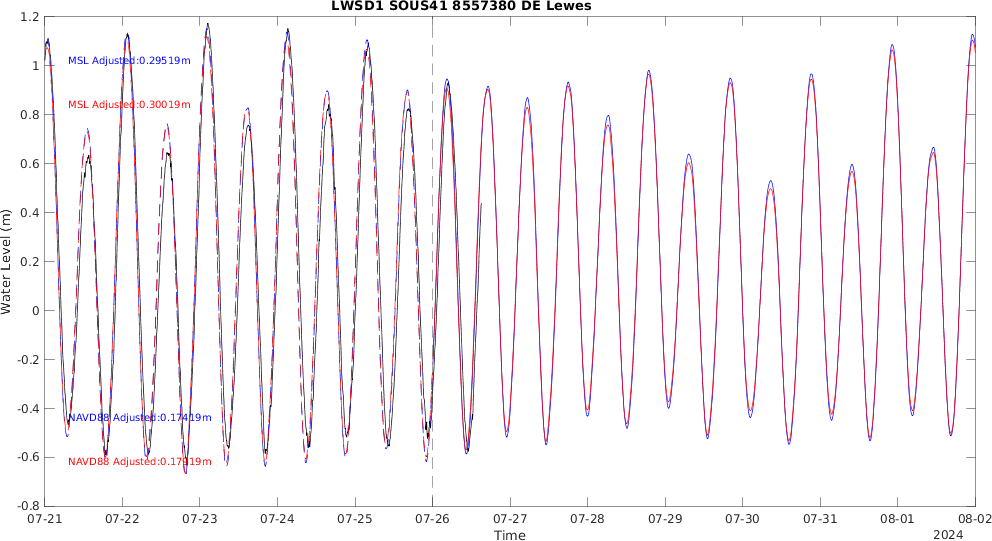 LWSD1 SOUS41 8557380 DE Lewes
1.2
1
0.8
0.6
0.4
0.2
0
-0.2
-0.4
-0.6
-0.8
Water Level (m)
MSL Adjusted:0.29519m
MSL Adjusted:0.30019m
NAVD88 Adjusted:0.17419m
NAVD88 Adjusted:0.17919m
07-21 07-22 07-23 07-24 07-25 07-26 07-27 07-28 07-29 07-30 07-31 08-01 08-02
Time
2024